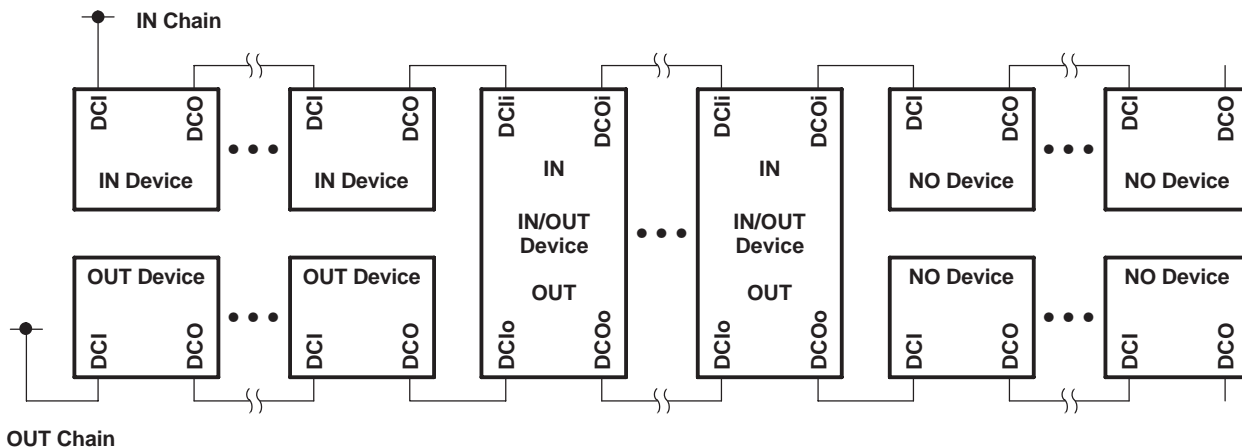 IN Chain
DCI
DCO
DCI
DCO
DCIi
DCOi
DCIi
DCOi
DCI
DCO
DCI
DCO
IN Device
IN Device
IN
IN/OUT
Device
OUT
IN
IN/OUT
Device
OUT
NO Device
NO Device
OUT Device
OUT Device
NO Device
NO Device
DCI
DCO
DCI
DCO
DCIo
DCOo
DCIo
DCOo
DCI
DCO
DCI
DCO
OUT Chain